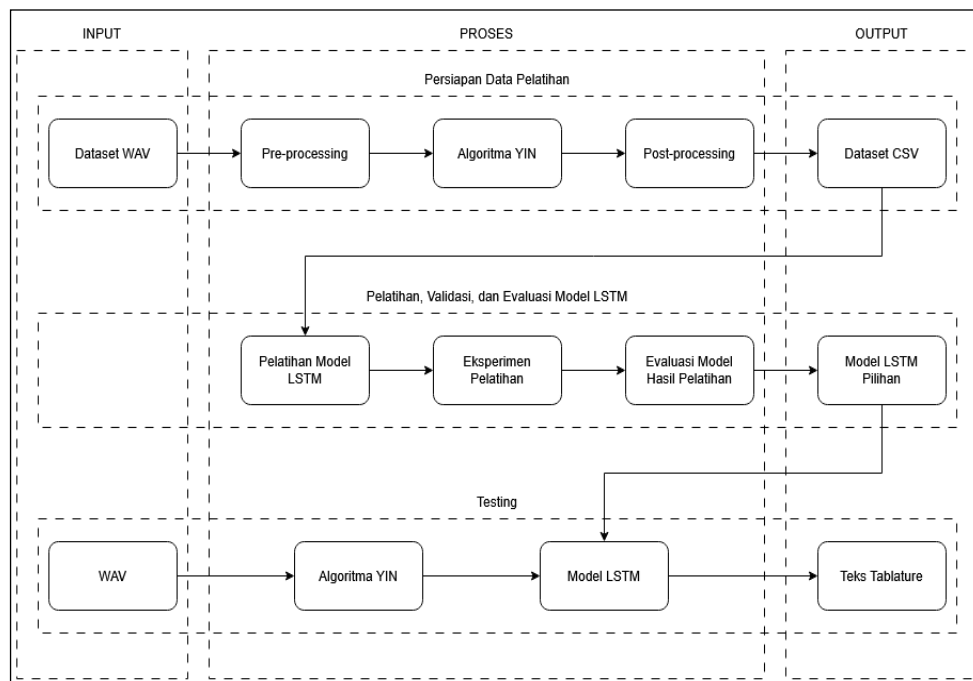 INPUT
PROSES
OUTPUT
Persiapan Data Pelatihan
Dataset WAV
Pre-processing
Algoritma YIN
Post-processing
Dataset CSV
Pelatihan, Validasi, dan Evaluasi Model LSTM
Pelatihan Model
LSTM
Eksperimen
Pelatihan
Evaluasi Model
Hasil Pelatihan
Model LSTM
Pilihan
Testing
WAV
Algoritma YIN
Model LSTM
Teks Tablature